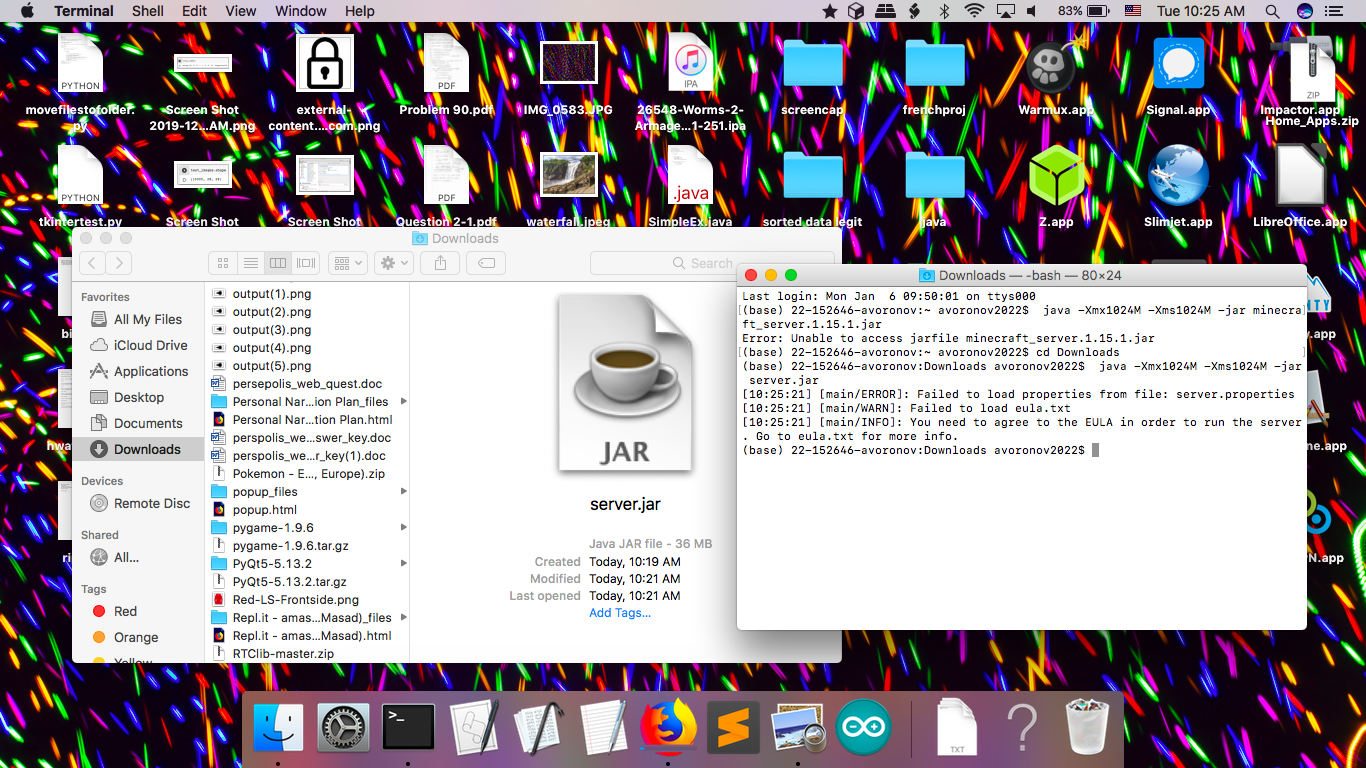 Terminal Shell Edit View Window Help 83% Tue 10:25 AM
PYTHON PDF IPA ZIP
movefilestofolder.py
Screen Shot 2019-12...AM.png
external-content....com.png
Problem 90.pdf
IMG_0583.JPG
26548-Worms-2-Armage...1-251.ipa
screencap
frenchproj
Warmux.app
Signal.app
Impactor.app
Home_Apps.zip
PYTHON PDF .java
tkintertest.py
Screen Shot
Screen Shot
Question 2-1.pdf
waterfall.jpeg
SimpleEx.java
sorted data legit
java
Z.app
Slimjet.app
LibreOffice.app
Downloads
Search
Favorites
All My Files
iCloud Drive
Applications
Desktop
Documents
Downloads
Devices
Remote Disc
Shared
All...
Tags
Red
Orange
Yellow
output(1).png
output(2).png
output(3).png
output(4).png
output(5).png
persepolis_web_quest.doc
Personal Nar...ion Plan_files
Personal Nar...tion Plan.html
perspolis_we...swer_key.doc
perspolis_we...r_key(1).doc
Pokemon - E..., Europe).zip
popup_files
popup.html
pygame-1.9.6
pygame-1.9.6.tar.gz
PyQt5-5.13.2
PyQt5-5.13.2.tar.gz
Red-LS-Frontside.png
Repl.it - amas...Masad)_files
Repl.it - amas...Masad).html
RTClib-master.zip
JAR
server.jar
Java JAR file - 36 MB
Created Today, 10:19 AM
Modified Today, 10:21 AM
Last opened Today, 10:21 AM
Add Tags...
Downloads — -bash — 80×24
Last login: Mon Jan  6 09:50:01 on ttys000
[(base) 22-152646-avoronov:~ avoronov2022$  java -Xmx1024M -Xms1024M -jar minecra]
ft_server.1.15.1.jar
Error: Unable to access jarfile minecraft_server.1.15.1.jar
[(base) 22-152646-avoronov:~ avoronov2022$ cd Downloads ]
(base) 22-152646-avoronov:Downloads avoronov2022$  java -Xmx1024M -Xms1024M -jar
 server.jar
[10:25:21] [main/ERROR]: Failed to load properties from file: server.properties
[10:25:21] [main/WARN]: Failed to load eula.txt
[10:25:21] [main/INFO]: You need to agree to the EULA in order to run the server
. Go to eula.txt for more info.
(base) 22-152646-avoronov:Downloads avoronov2022$
TXT